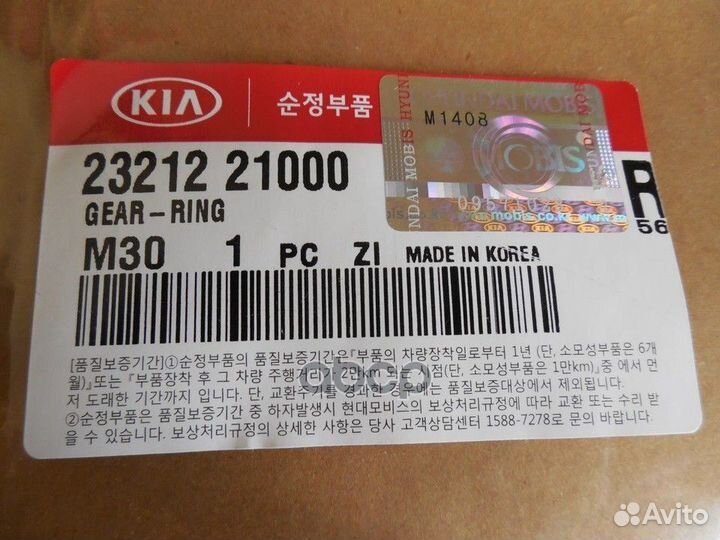 KIA
순정부품
HYUNDAI MOBIS
M1408
MOBIS
23212 21000
GEAR-RING
R
56
M30 1 PC ZI MADE IN KOREA
[품질보증기간]①순정부품의 품질보증기간은『부품의 차량장착일로부터 1년 (단, 소모성부품은 6개
월)』또는『부품장착 후 그 차량 주행거리가 2만km 되는 시점(단, 소모성부품은 1만km)』중 에서 먼
저 도래한 기간까지 입니다. 단, 교환주기를 경과한 경우에는 품질보증대상에서 제외됩니다.
②순정부품은 품질보증기간 중 하자발생시 현대모비스의 보상처리규정에 따라 교환 또는 수리 받
을 수 있습니다. 보상처리규정의 상세한 사항은 당사 고객상담센터 1588-7278로 문의 바랍니다.
abcp
Avito